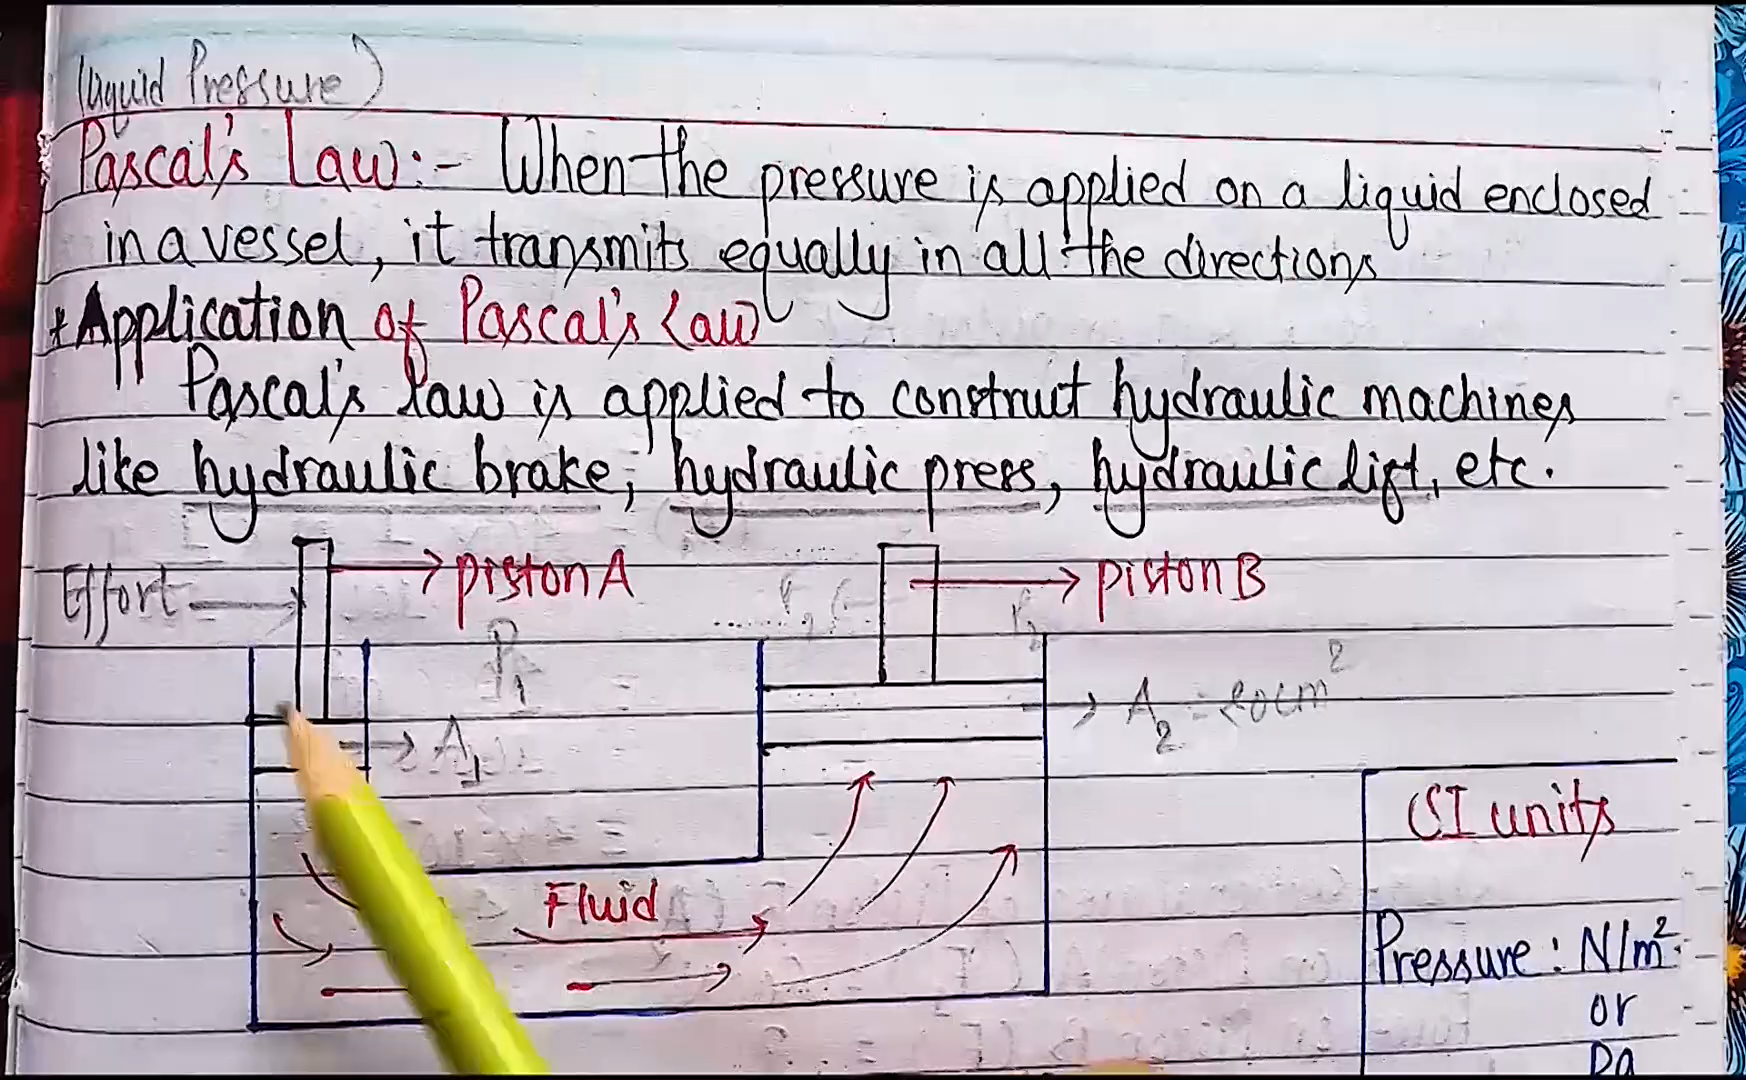 (Liquid Pressure)
Pascal's Law:- When the pressure is applied on a liquid enclosed
in a vessel, it transmits equally in all the directions
*Application of Pascal's Law
Pascal's law is applied to construct hydraulic machines
like hydraulic brake, hydraulic press, hydraulic lift, etc.
Effort
piston A
piston B
P₁
A₁
A₂ = 20cm²
Fluid
(SI units
Pressure: N/m²
or
Pa